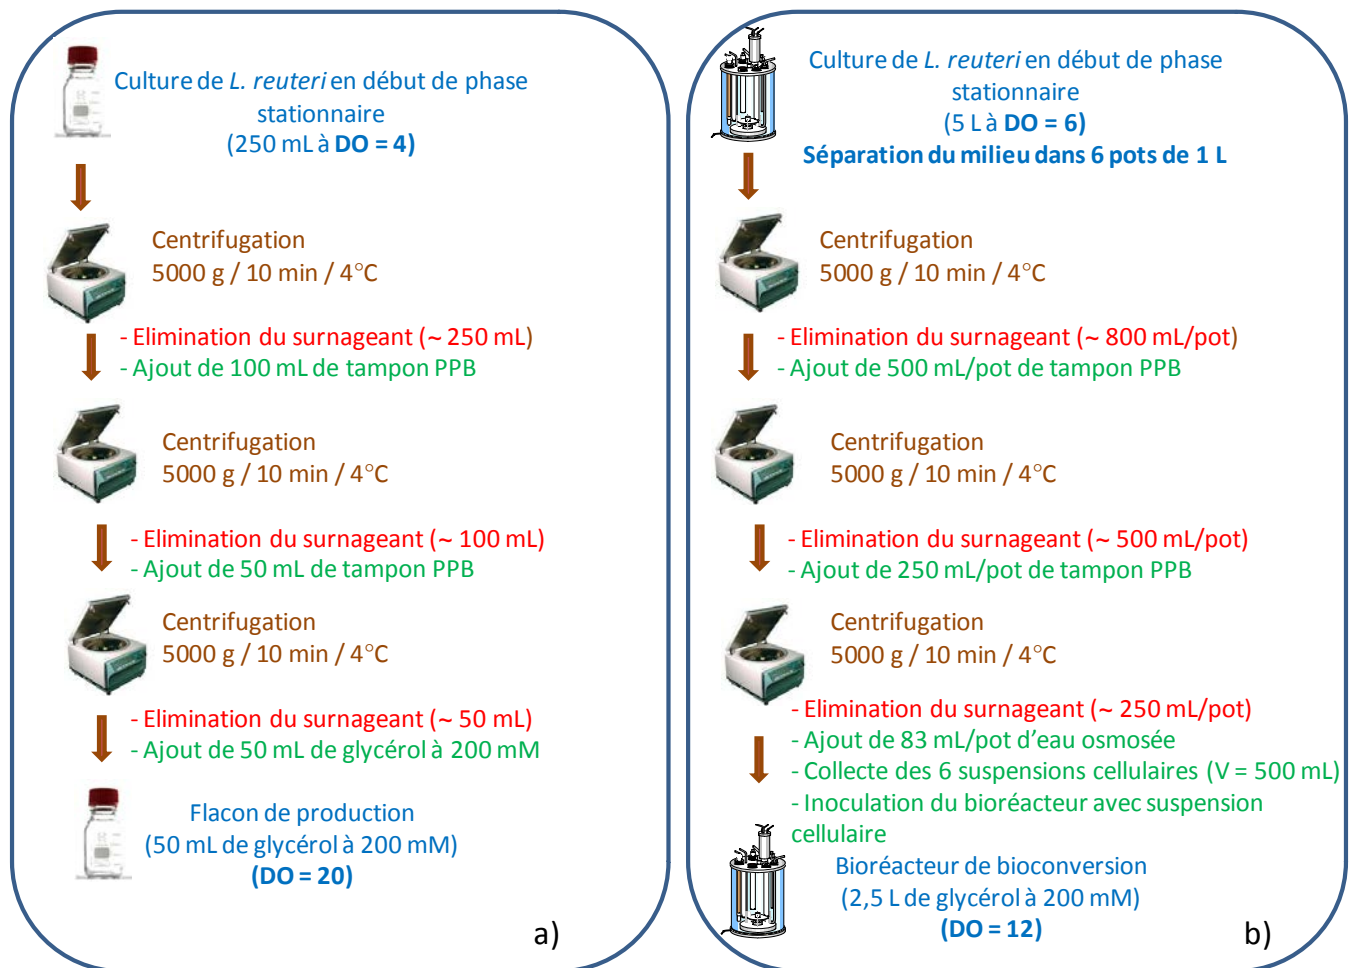 Culture de L. reuteri en début de phase
stationnaire
(250 mL à DO = 4)
Centrifugation
5000 g / 10 min / 4°C
- Elimination du surnageant (~ 250 mL)
- Ajout de 100 mL de tampon PPB
Centrifugation
5000 g / 10 min / 4°C
- Elimination du surnageant (~ 100 mL)
- Ajout de 50 mL de tampon PPB
Centrifugation
5000 g / 10 min / 4°C
- Elimination du surnageant (~ 50 mL)
- Ajout de 50 mL de glycérol à 200 mM
Flacon de production
(50 mL de glycérol à 200 mM)
(DO = 20)
a)
Culture de L. reuteri en début de phase
stationnaire
(5 L à DO = 6)
Séparation du milieu dans 6 pots de 1 L
Centrifugation
5000 g / 10 min / 4°C
- Elimination du surnageant (~ 800 mL/pot)
- Ajout de 500 mL/pot de tampon PPB
Centrifugation
5000 g / 10 min / 4°C
- Elimination du surnageant (~ 500 mL/pot)
- Ajout de 250 mL/pot de tampon PPB
Centrifugation
5000 g / 10 min / 4°C
- Elimination du surnageant (~ 250 mL/pot)
- Ajout de 83 mL/pot d'eau osmosée
- Collecte des 6 suspensions cellulaires (V = 500 mL)
- Inoculation du bioréacteur avec suspension
cellulaire
Bioréacteur de bioconversion
(2,5 L de glycérol à 200 mM)
(DO = 12)
b)